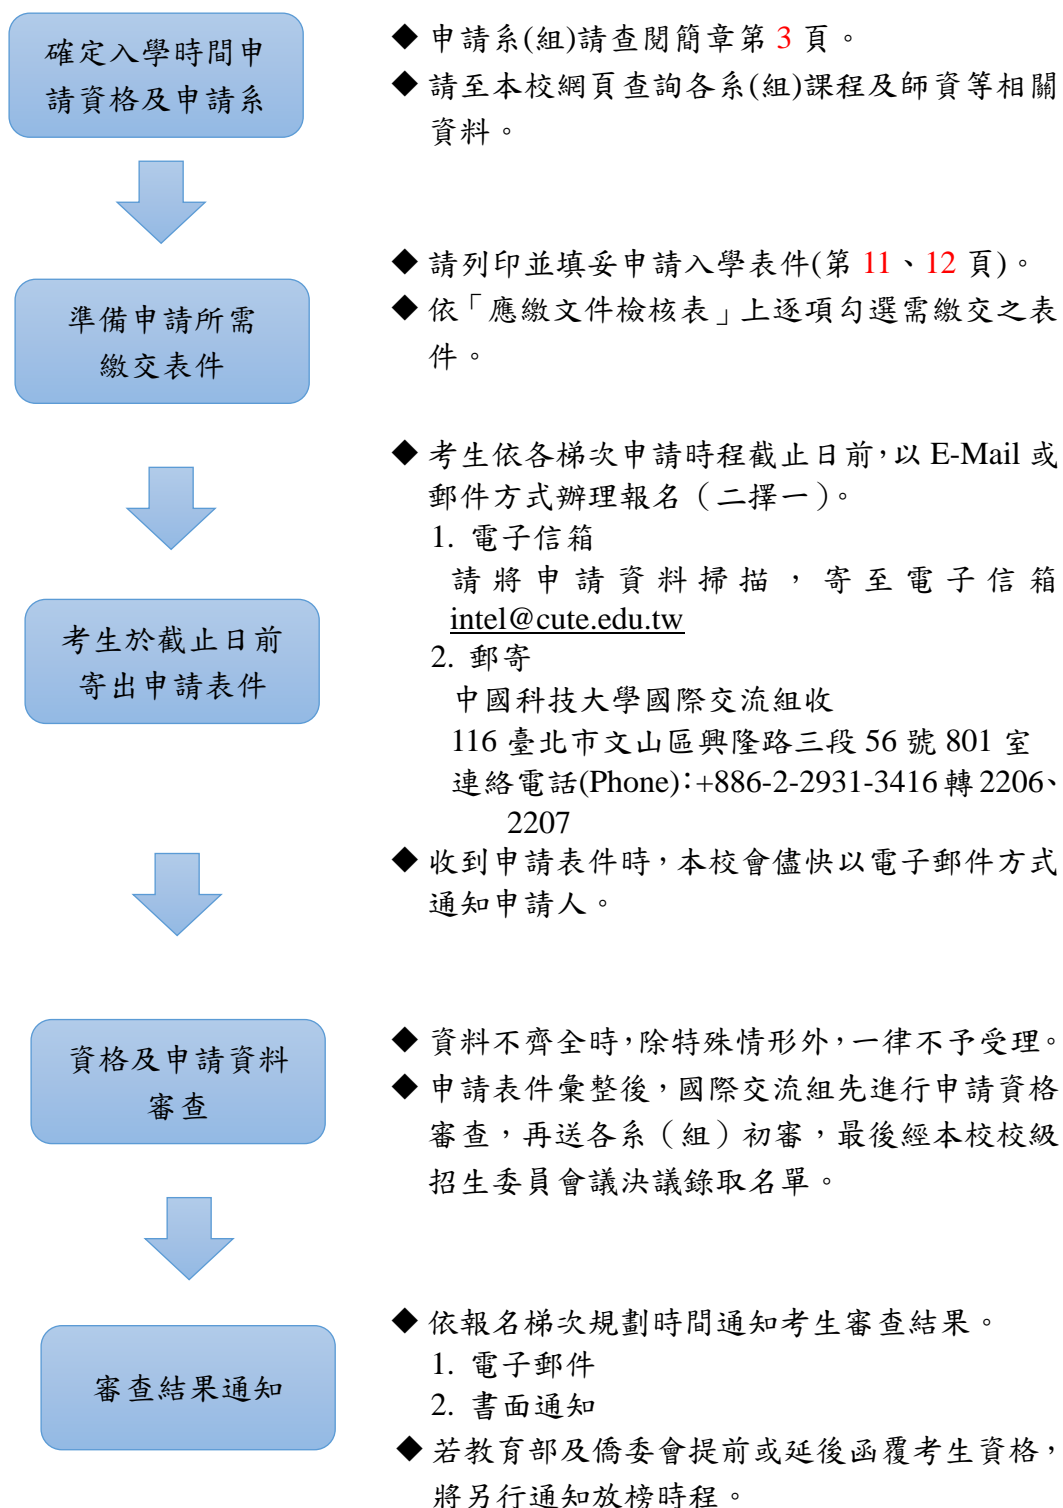 確定入學時間申
請資格及申請系
◆ 申請系(組)請查閱簡章第 3 頁。
◆ 請至本校網頁查詢各系(組)課程及師資等相關
資料。
準備申請所需
繳交表件
◆ 請列印並填妥申請入學表件(第 11、12 頁)。
◆ 依「應繳文件檢核表」上逐項勾選需繳交之表
件。
考生於截止日前
寄出申請表件
◆ 考生依各梯次申請時程截止日前，以 E-Mail 或
郵件方式辦理報名（二擇一）。
1. 電子信箱
請將申請資料掃描，寄至電子信箱
intel@cute.edu.tw
2. 郵寄
中國科技大學國際交流組收
116 臺北市文山區興隆路三段 56 號 801 室
連絡電話(Phone)：+886-2-2931-3416 轉 2206、
2207
◆ 收到申請表件時，本校會儘快以電子郵件方式
通知申請人。
資格及申請資料
審查
◆ 資料不齊全時，除特殊情形外，一律不予受理。
◆ 申請表件彙整後，國際交流組先進行申請資格
審查，再送各系（組）初審，最後經本校校級
招生委員會議決議錄取名單。
審查結果通知
◆ 依報名梯次規劃時間通知考生審查結果。
1. 電子郵件
2. 書面通知
◆ 若教育部及僑委會提前或延後函覆考生資格，
將另行通知放榜時程。